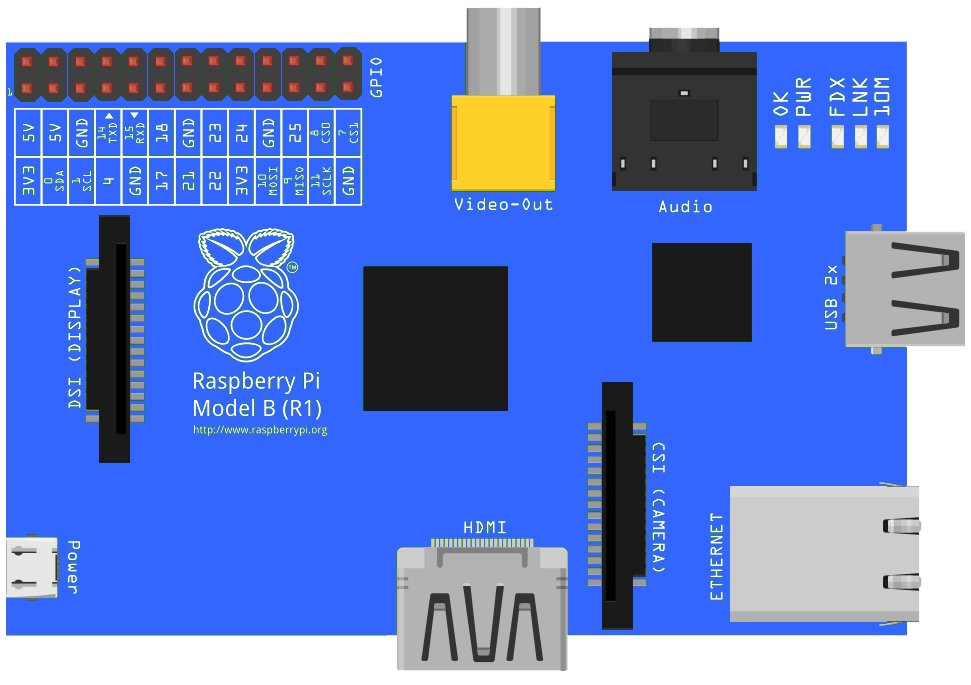 GPIO
1
5V 5V GND 14 TXD 15 RXD 18 GND 23 24 GND 25 8 CS0 7 CS1
3V3 0 SDA 1 SCL 4 GND 17 21 22 3V3 10 MOSI 9 MISO 11 SCLK GND
Video-Out
Audio
OK PWR FDX LNK 10M
USB 2x
DSI (DISPLAY)
TM
Raspberry Pi
Model B (R1)
http://www.raspberrypi.org
CSI (CAMERA)
HDMI
ETHERNET
Power